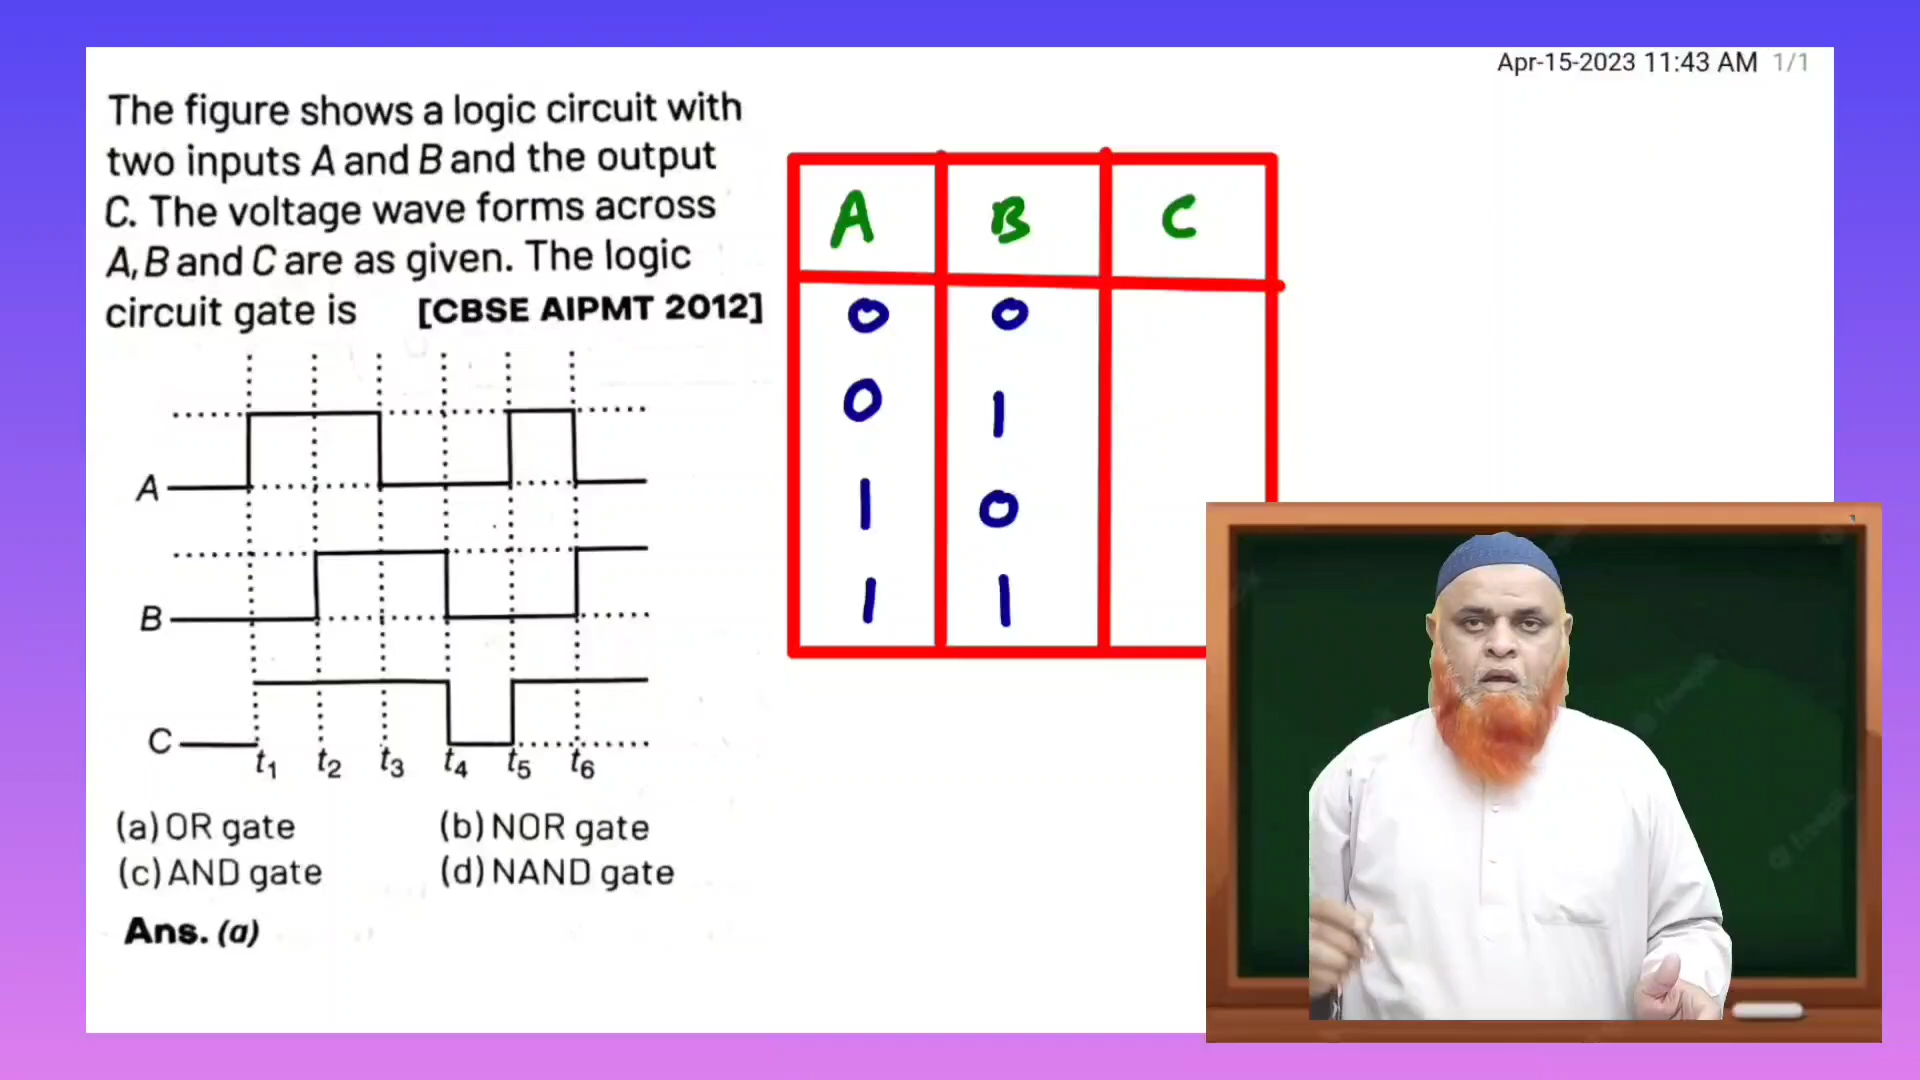 Apr-15-2023 11:43 AM 1/1
The figure shows a logic circuit with
two inputs A and B and the output
C. The voltage wave forms across
A, B and C are as given. The logic
circuit gate is [CBSE AIPMT 2012]
A
B
C
t1 t2 t3 t4 t5 t6
(a) OR gate (b) NOR gate
(c) AND gate (d) NAND gate
Ans. (a)
A B C
0 0
0 1
1 0
1 1